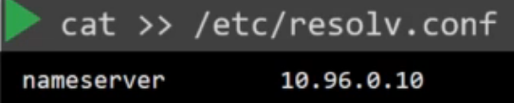 cat >> /etc/resolv.conf
nameserver 10.96.0.10